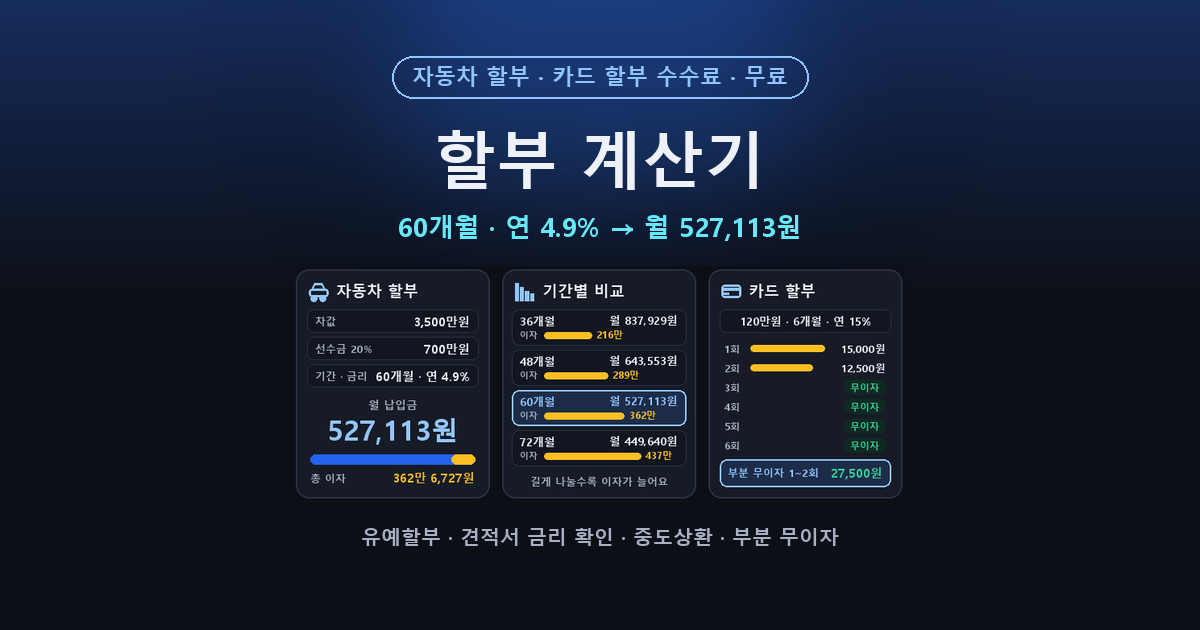 자동차 할부 · 카드 할부 수수료 · 무료
할부 계산기
60개월 · 연 4.9% → 월 527,113원
자동차 할부
차값 3,500만원
선수금 20% 700만원
기간 · 금리 60개월 · 연 4.9%
월 납입금
527,113원
총 이자 362만 6,727원
기간별 비교
36개월 월 837,929원
이자 216만
48개월 월 643,553원
이자 289만
60개월 월 527,113원
이자 362만
72개월 월 449,640원
이자 437만
길게 나눌수록 이자가 늘어요
카드 할부
120만원 · 6개월 · 연 15%
1회 15,000원
2회 12,500원
3회 무이자
4회 무이자
5회 무이자
6회 무이자
부분 무이자 1~2회 27,500원
유예할부 · 견적서 금리 확인 · 중도상환 · 부분 무이자